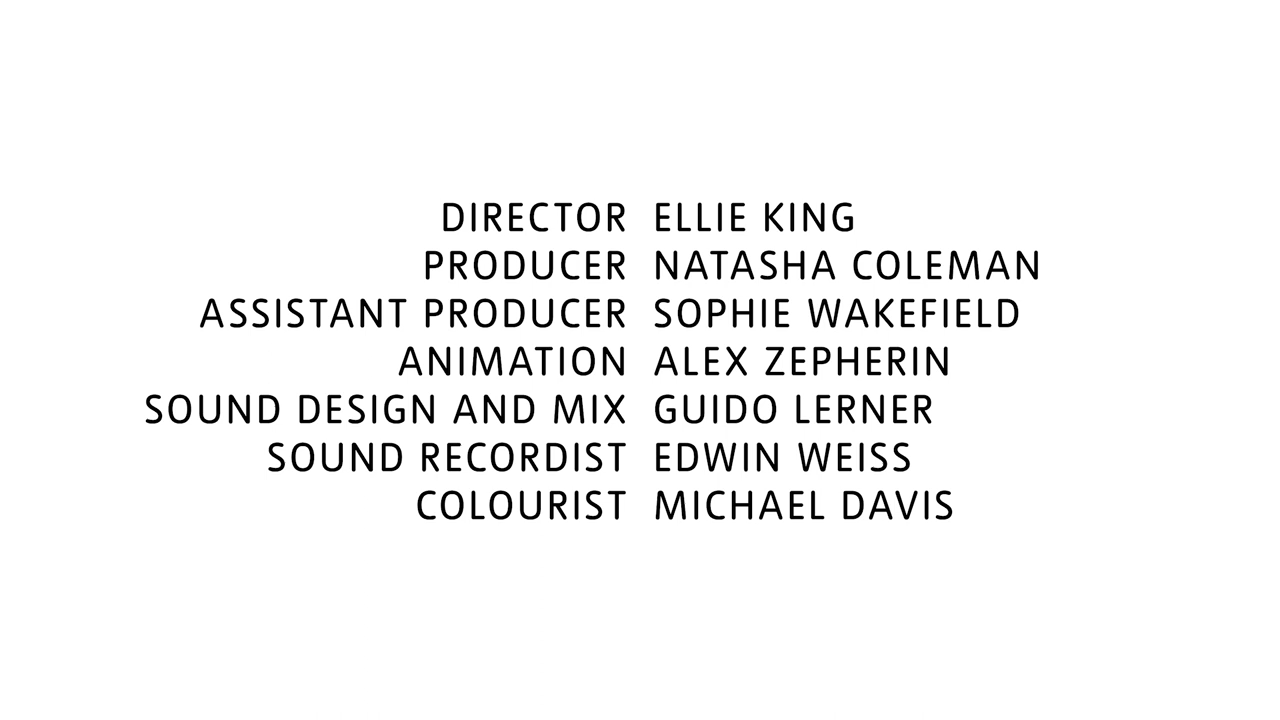 DIRECTOR ELLIE KING
PRODUCER NATASHA COLEMAN
ASSISTANT PRODUCER SOPHIE WAKEFIELD
ANIMATION ALEX ZEPHERIN
SOUND DESIGN AND MIX GUIDO LERNER
SOUND RECORDIST EDWIN WEISS
COLOURIST MICHAEL DAVIS